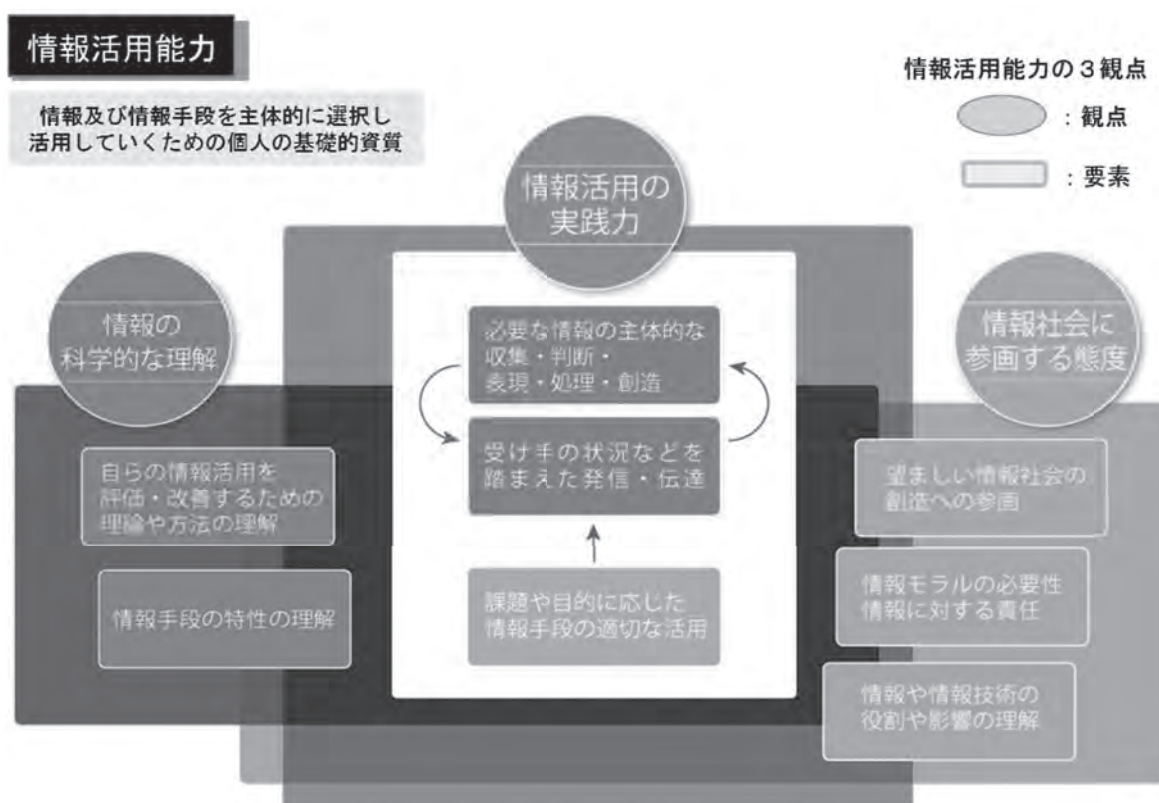 情報活用能力
情報及び情報手段を主体的に選択し
活用していくための個人の基礎的資質
情報活用能力の3観点
：観点
：要素
情報活用の
実践力
情報の
科学的な理解
情報社会に
参画する態度
必要な情報の主体的な
収集・判断・
表現・処理・創造
受け手の状況などを
踏まえた発信・伝達
課題や目的に応じた
情報手段の適切な活用
自らの情報活用を
評価・改善するための
理論や方法の理解
情報手段の特性の理解
望ましい情報社会の
創造への参画
情報モラルの必要性
情報に対する責任
情報や情報技術の
役割や影響の理解